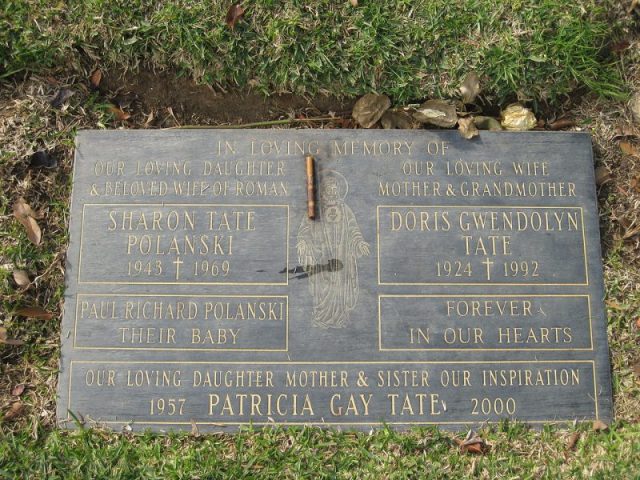 IN LOVING MEMORY OF
OUR LOVING DAUGHTER
& BELOVED WIFE OF ROMAN
SHARON TATE
POLANSKI
1943 † 1969
PAUL RICHARD POLANSKI
THEIR BABY
OUR LOVING WIFE
MOTHER & GRANDMOTHER
DORIS GWENDOLYN
TATE
1924 † 1992
FOREVER
IN OUR HEARTS
OUR LOVING DAUGHTER MOTHER & SISTER OUR INSPIRATION
1957 PATRICIA GAY TATE 2000